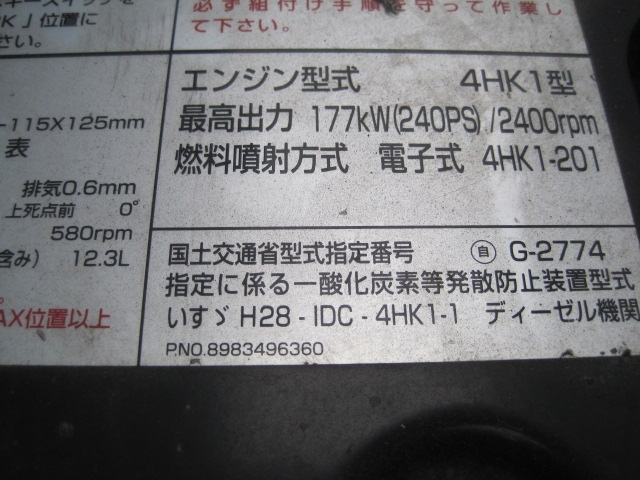 K」位置に
さい。
必ず組付け手順を守って作業し
て下さい。
-115X125mm
表
排気0.6mm
上死点前 0°
580rpm
含み) 12.3L
AX位置以上
エンジン型式 4HK1型
最高出力 177kW(240PS)/2400rpm
燃料噴射方式 電子式 4HK1-201
国土交通省型式指定番号 自 G-2774
指定に係る一酸化炭素等発散防止装置型式
いすゞ H28 - IDC - 4HK1-1 ディーゼル機関
P.NO.8983496360